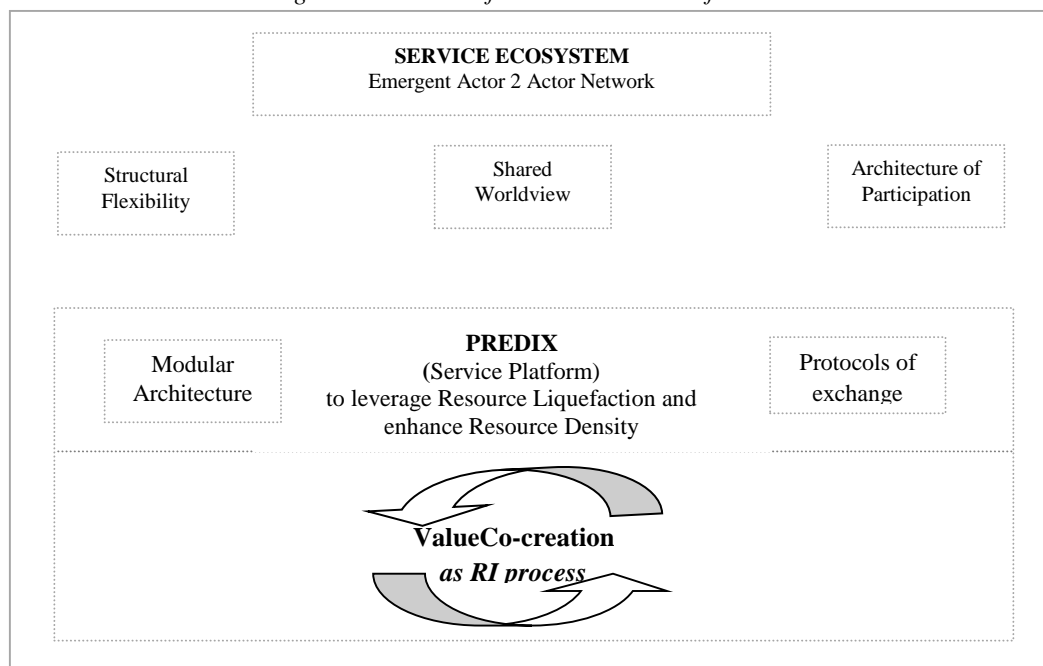 SERVICE ECOSYSTEM
Emergent Actor 2 Actor Network
Structural
Flexibility
Shared
Worldview
Architecture of
Participation
Modular
Architecture
PREDIX
(Service Platform)
to leverage Resource Liquefaction and
enhance Resource Density
Protocols of
exchange
ValueCo-creation
as RI process